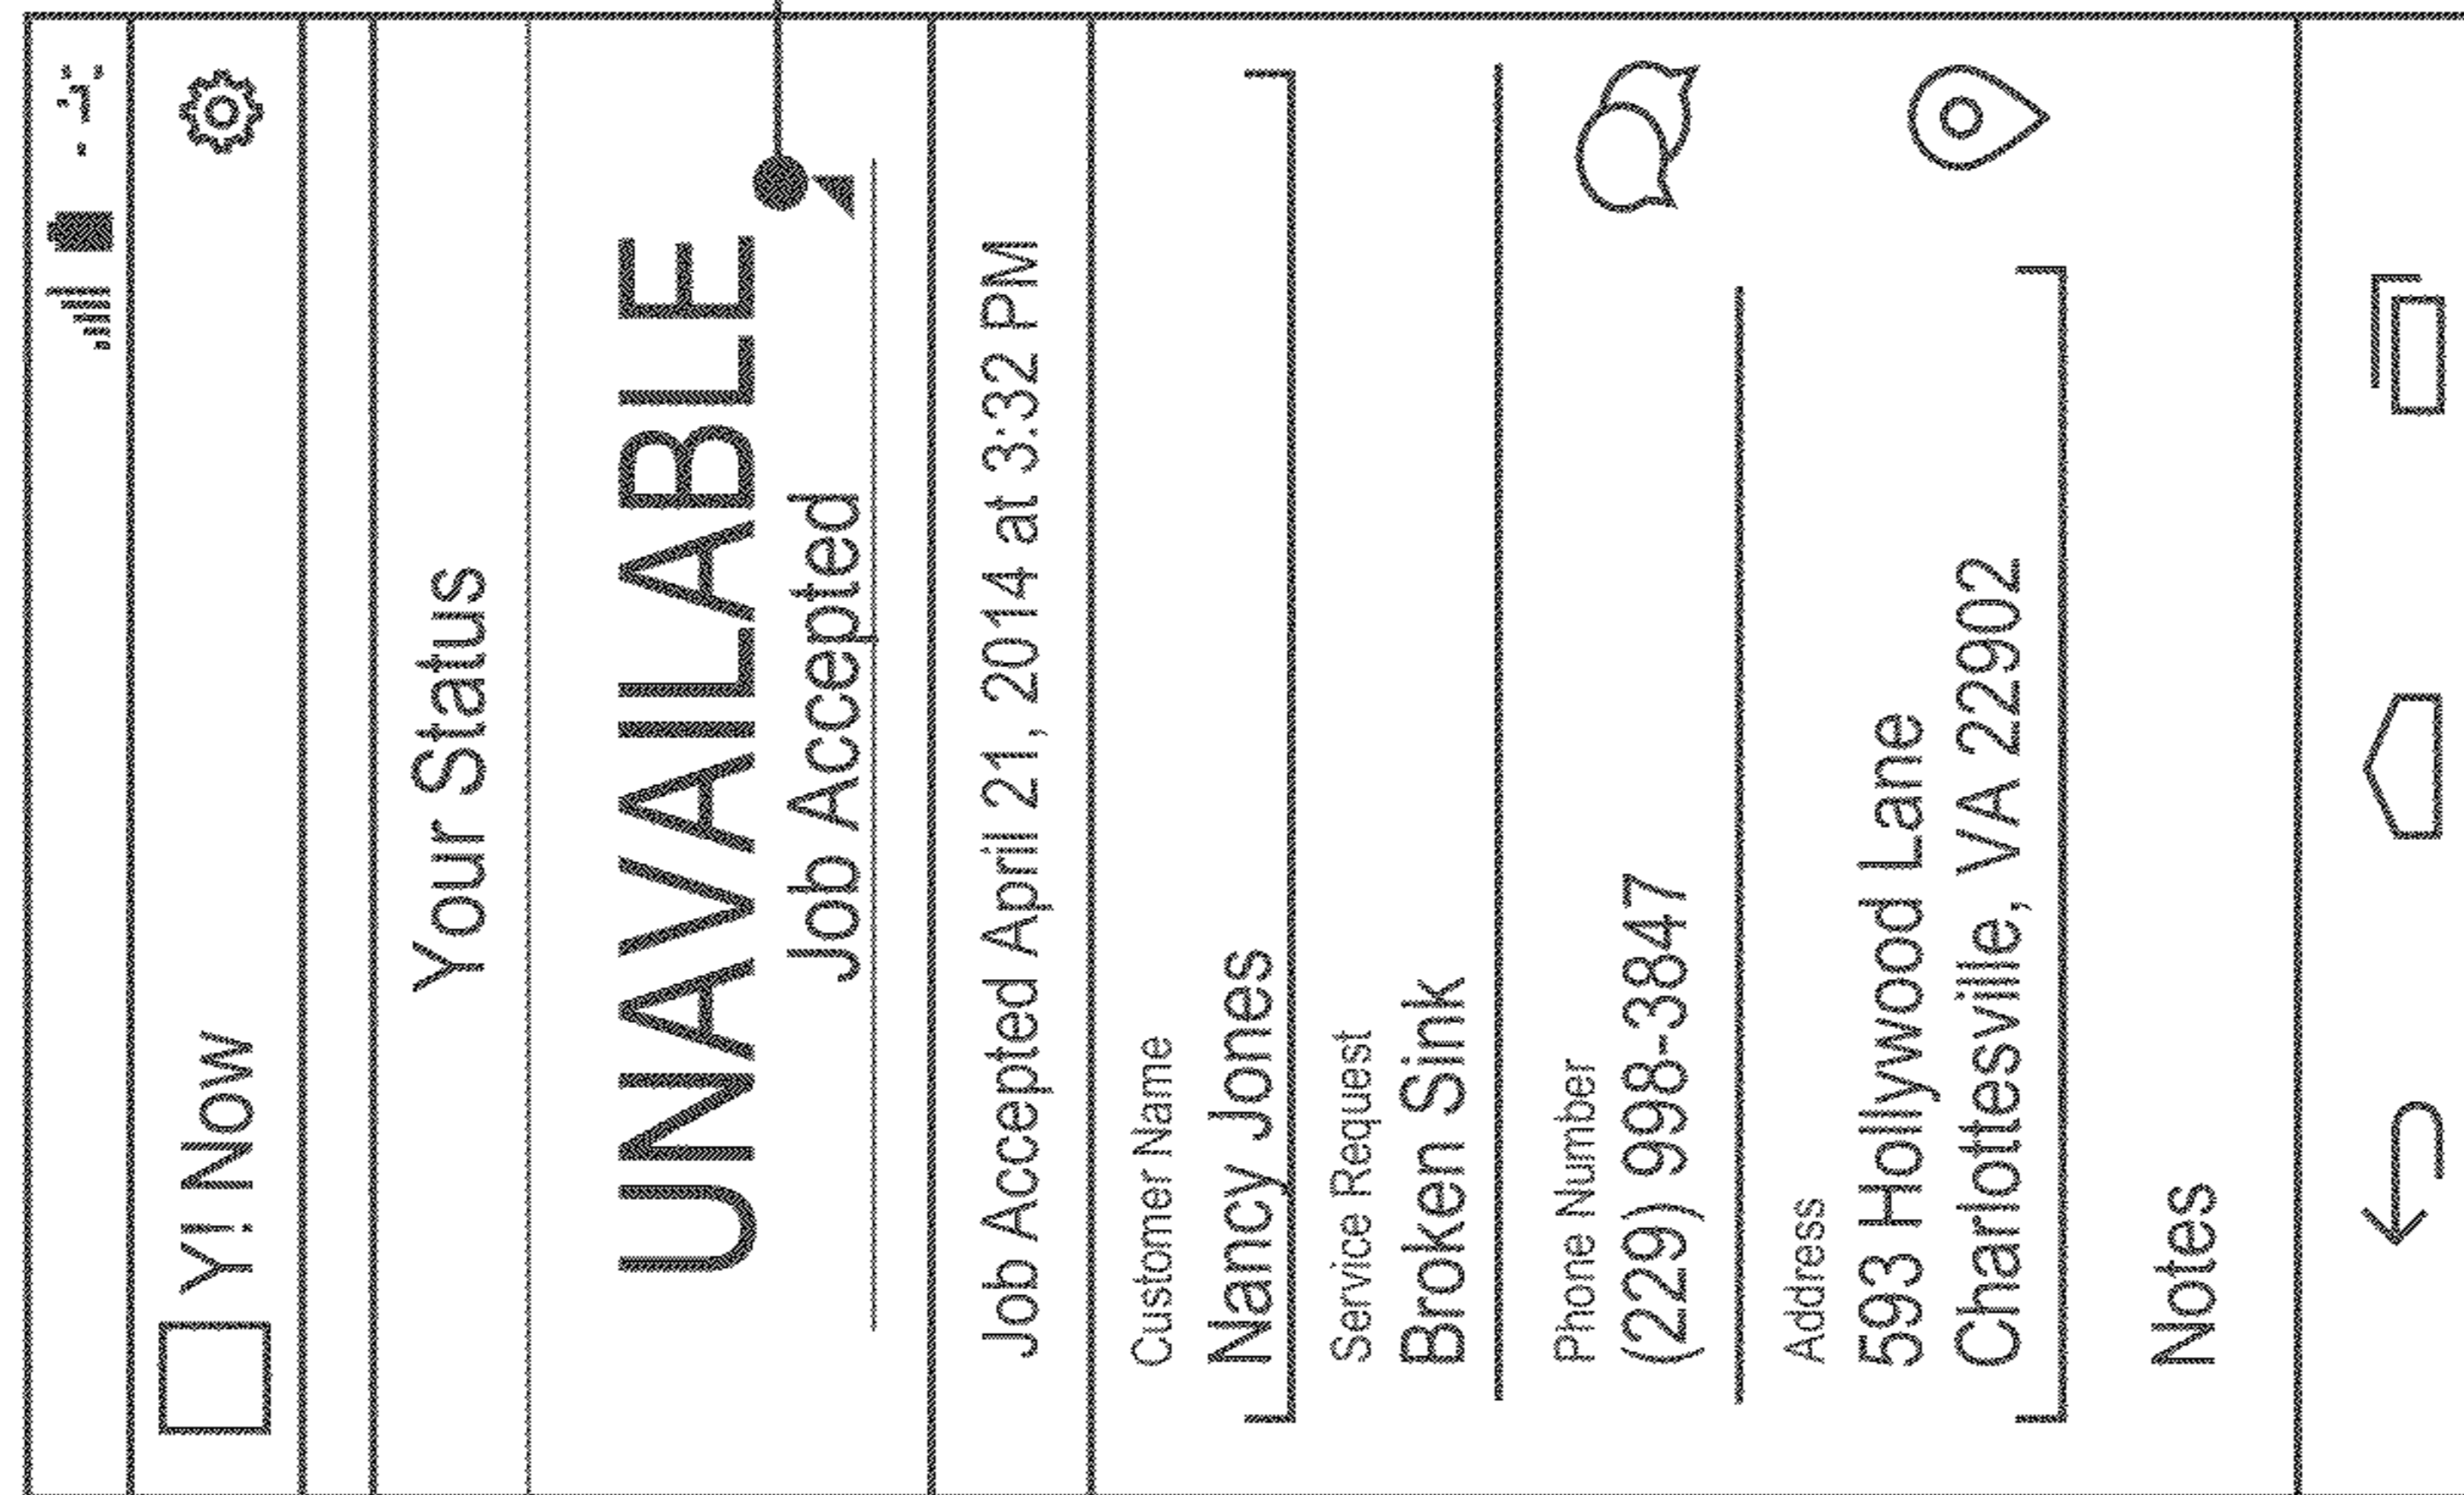 Y! Now
Your Status
UNAVAILABLE
Job Accepted
Job Accepted April 21, 2014 at 3:32 PM
Customer Name
Nancy Jones
Service Request
Broken Sink
Phone Number
(229) 998-3847
Address
593 Hollywood Lane
Charlottesville, VA 22902
Notes